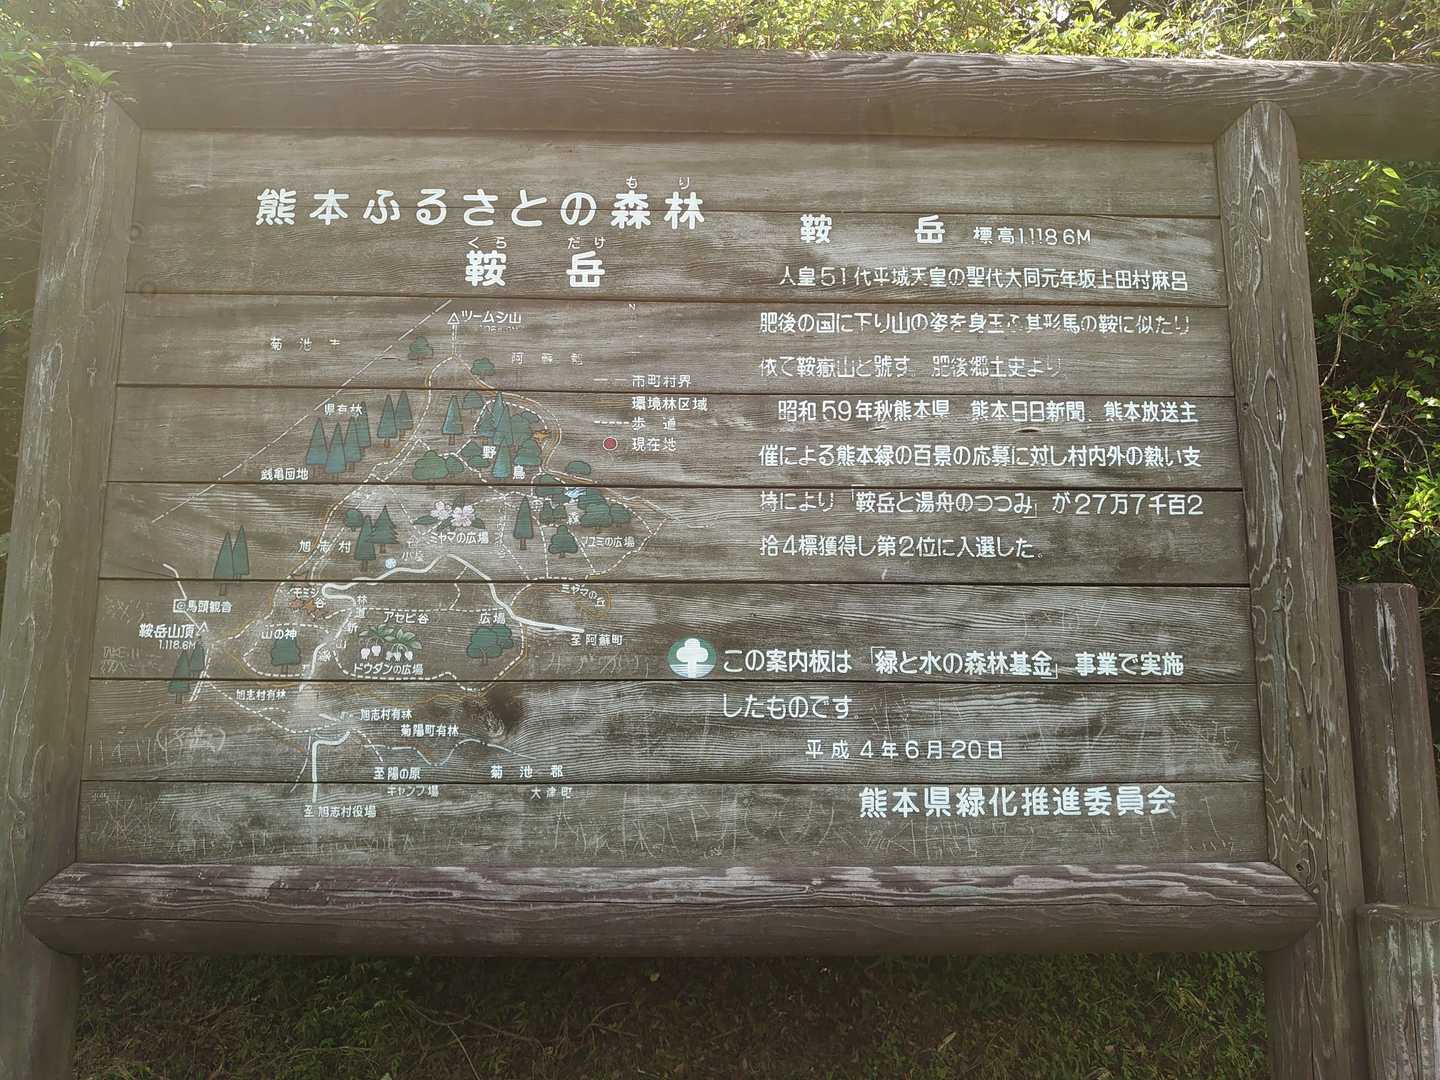 熊本ふるさとの森林
もり
鞍岳
くら だけ
鞍 岳 標高1,118.6M
人皇51代平城天皇の聖代大同元年坂上田村麻呂
肥後の国に下り山の姿を
其形馬の鞍に似たり
依て鞍嶽山と號す。肥後郷土史より
昭和59年秋熊本県 熊本日日新聞、熊本放送主
催による熊本緑の百景の応募に対し村内外の熱い支
持により「鞍岳と湯舟のつつみ」が27万7千百2
拾4標獲得し第2位に入選した。
この案内板は「緑と水の森林基金」事業で実施
したものです
平成4年6月20日
熊本県緑化推進委員会
ツームシ山
N
菊池市
阿蘇郡
市町村界
環境林区域
歩道
現在地
県有林
野鳥
団地
旭志村
ミヤマの広場
マユミの広場
モミジ谷
アセビ谷
広場
ミヤマの丘
至阿蘇町
馬頭観音
鞍岳山頂
1,118.6M
山の神
ドウダンの広場
旭志村有林
旭志村有林
菊陽町有林
至陽の原
キャンプ場
菊池郡
大津町
至旭志村役場